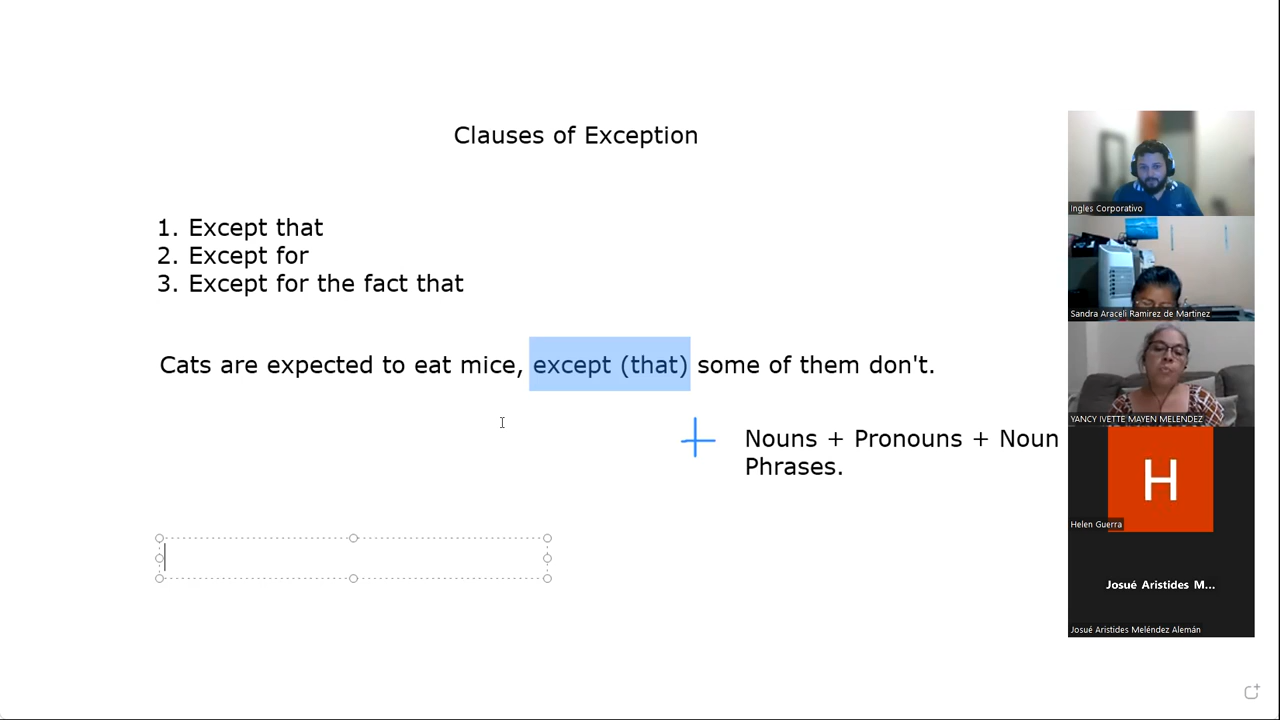 Clauses of Exception
1. Except that
2. Except for
3. Except for the fact that
Cats are expected to eat mice, except (that) some of them don't.
Nouns + Pronouns + Noun
Phrases.
Ingles Corporativo
Sandra Araceli Ramirez de Martinez
YANCY IVETTE MAYEN MELENDEZ
H
Helen Guerra
Josué Aristides M...
Josué Aristides Meléndez Alemán